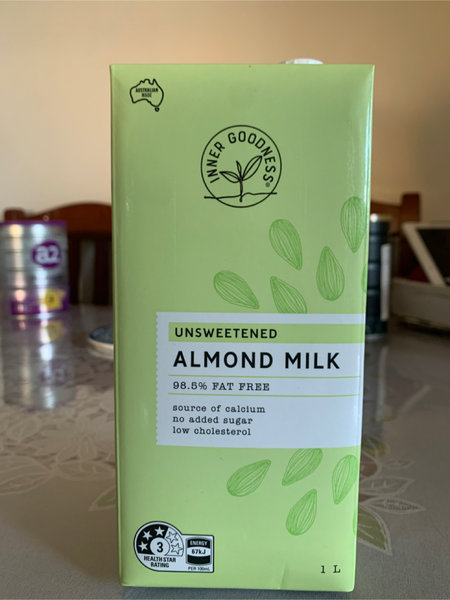 AUSTRALIAN
MADE
INNER GOODNESS®
a2
UNSWEETENED
ALMOND MILK
98.5% FAT FREE
source of calcium
no added sugar
low cholesterol
3
HEALTH STAR
RATING
ENERGY
67kJ
PER 100mL
1 L